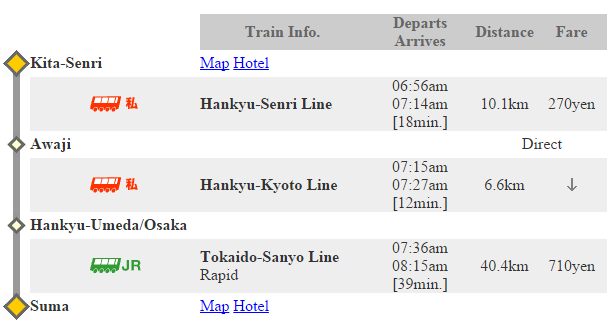 Train Info. Departs Arrives Distance Fare
Kita-Senri Map Hotel
06:56am
私 Hankyu-Senri Line 07:14am 10.1km 270yen
[18min.]
Awaji Direct
07:15am
私 Hankyu-Kyoto Line 07:27am 6.6km ↓
[12min.]
Hankyu-Umeda/Osaka
07:36am
JR Tokaido-Sanyo Line 08:15am 40.4km 710yen
Rapid [39min.]
Suma Map Hotel